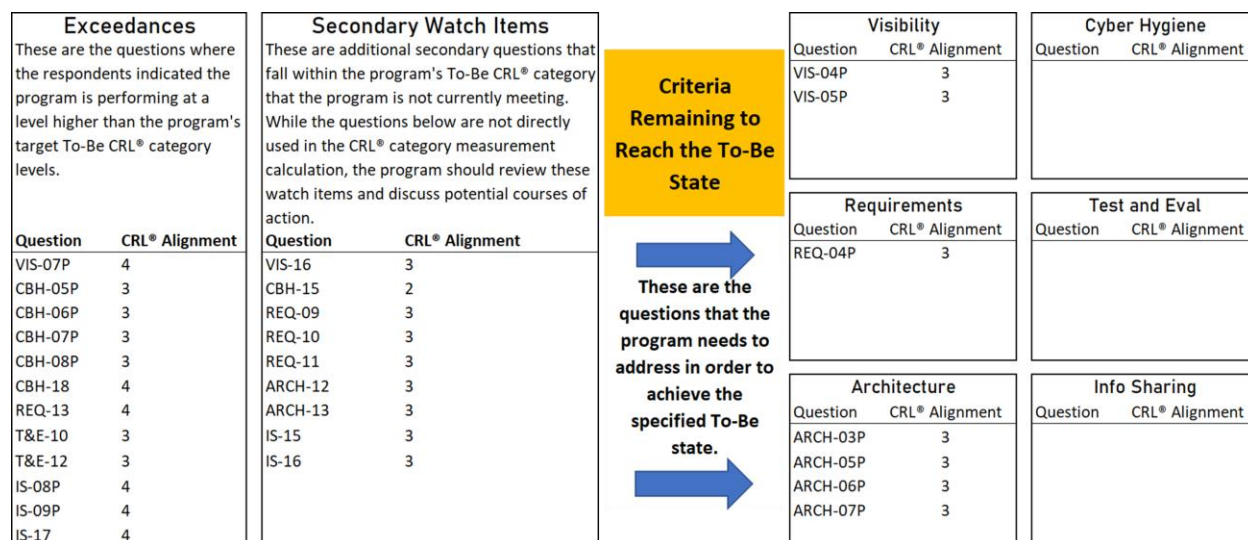 Exceedances
These are the questions where
the respondents indicated the
program is performing at a
level higher than the program's
target To-Be CRL® category
levels.
Question CRL® Alignment
VIS-07P 4
CBH-05P 3
CBH-06P 3
CBH-07P 3
CBH-08P 3
CBH-18 4
REQ-13 4
T&E-10 3
T&E-12 3
IS-08P 4
IS-09P 4
IS-17 4
Secondary Watch Items
These are additional secondary questions that
fall within the program's To-Be CRL® category
that the program is not currently meeting.
While the questions below are not directly
used in the CRL® category measurement
calculation, the program should review these
watch items and discuss potential courses of
action.
Question CRL® Alignment
VIS-16 3
CBH-15 2
REQ-09 3
REQ-10 3
REQ-11 3
ARCH-12 3
ARCH-13 3
IS-15 3
IS-16 3
Criteria
Remaining to
Reach the To-Be
State
These are the
questions that the
program needs to
address in order to
achieve the
specified To-Be
state.
Visibility
Question CRL® Alignment
VIS-04P 3
VIS-05P 3
Cyber Hygiene
Question CRL® Alignment
Requirements
Question CRL® Alignment
REQ-04P 3
Test and Eval
Question CRL® Alignment
Architecture
Question CRL® Alignment
ARCH-03P 3
ARCH-05P 3
ARCH-06P 3
ARCH-07P 3
Info Sharing
Question CRL® Alignment